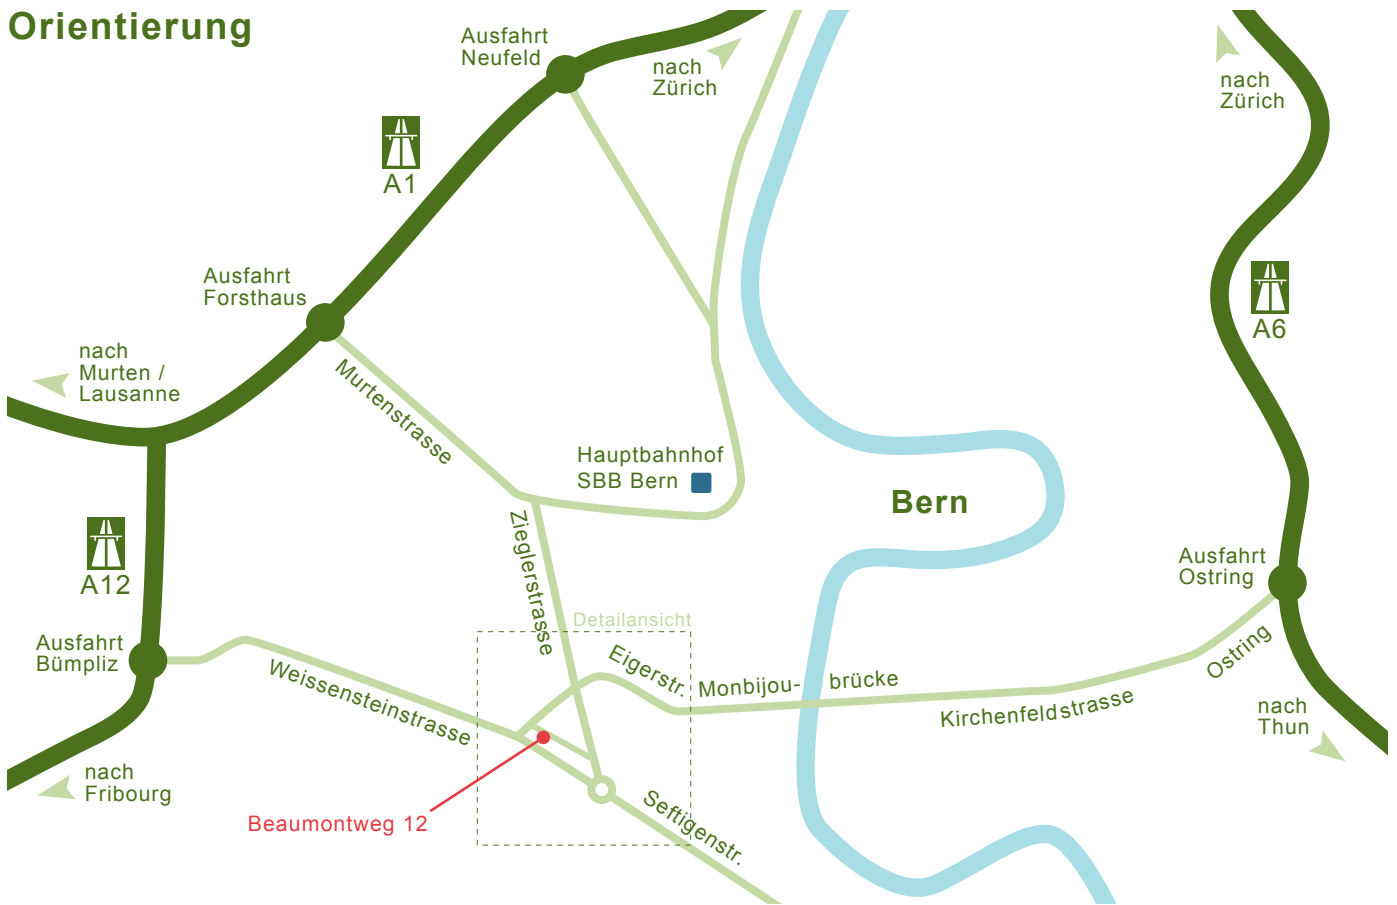 Orientierung
Ausfahrt
Neufeld
nach
Zürich
nach
Zürich
A1
Ausfahrt
Forsthaus
A6
nach
Murten /
Lausanne
Murtenstrasse
Hauptbahnhof
SBB Bern
Bern
Zieglerstrasse
A12
Ausfahrt
Ostring
Detailansicht
Ausfahrt
Bümpliz
Weissensteinstrasse
Eigerstr.
Monbijou- brücke
Kirchenfeldstrasse
Ostring
nach
Thun
nach
Fribourg
Beaumontweg 12
Seftigenstr.